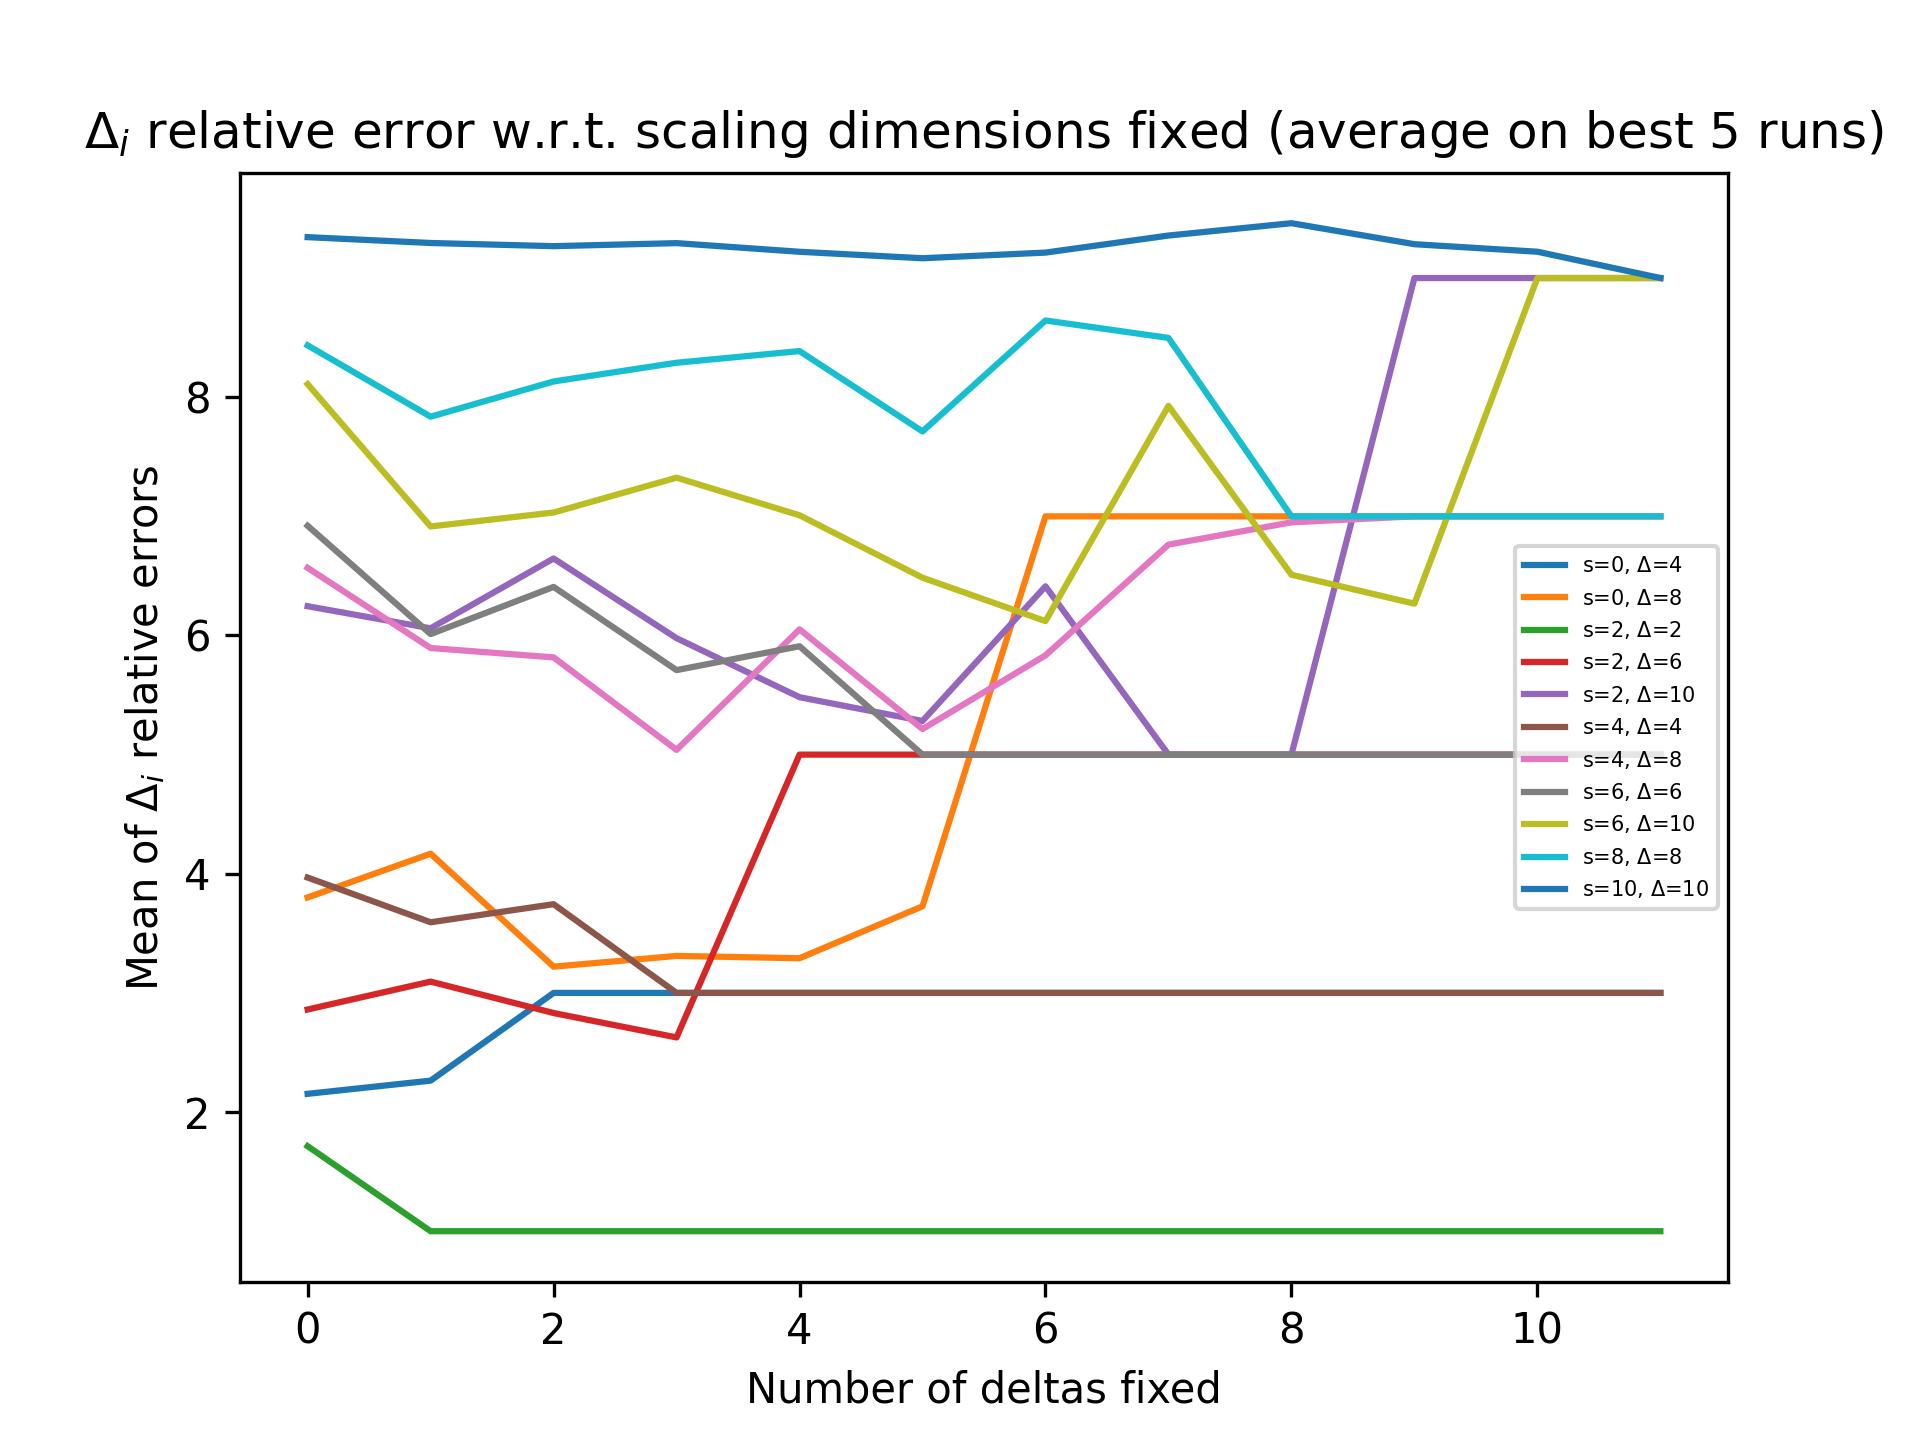 Δᵢ relative error w.r.t. scaling dimensions fixed (average on best 5 runs)
Mean of Δᵢ relative errors
8
6
4
2
s=0, Δ=4
s=0, Δ=8
s=2, Δ=2
s=2, Δ=6
s=2, Δ=10
s=4, Δ=4
s=4, Δ=8
s=6, Δ=6
s=6, Δ=10
s=8, Δ=8
s=10, Δ=10
0 2 4 6 8 10
Number of deltas fixed